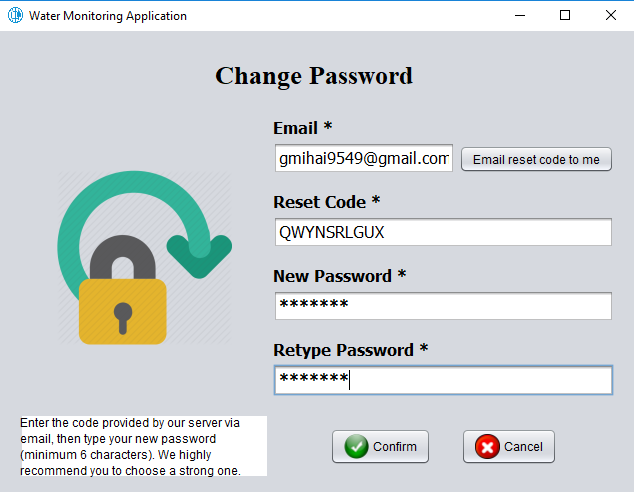 Water Monitoring Application
Change Password
Email *
gmihai9549@gmail.com
Email reset code to me
Reset Code *
QWYNSRLGUX
New Password *
*******
Retype Password *
*******
Enter the code provided by our server via
email, then type your new password
(minimum 6 characters). We highly
recommend you to choose a strong one.
Confirm
Cancel